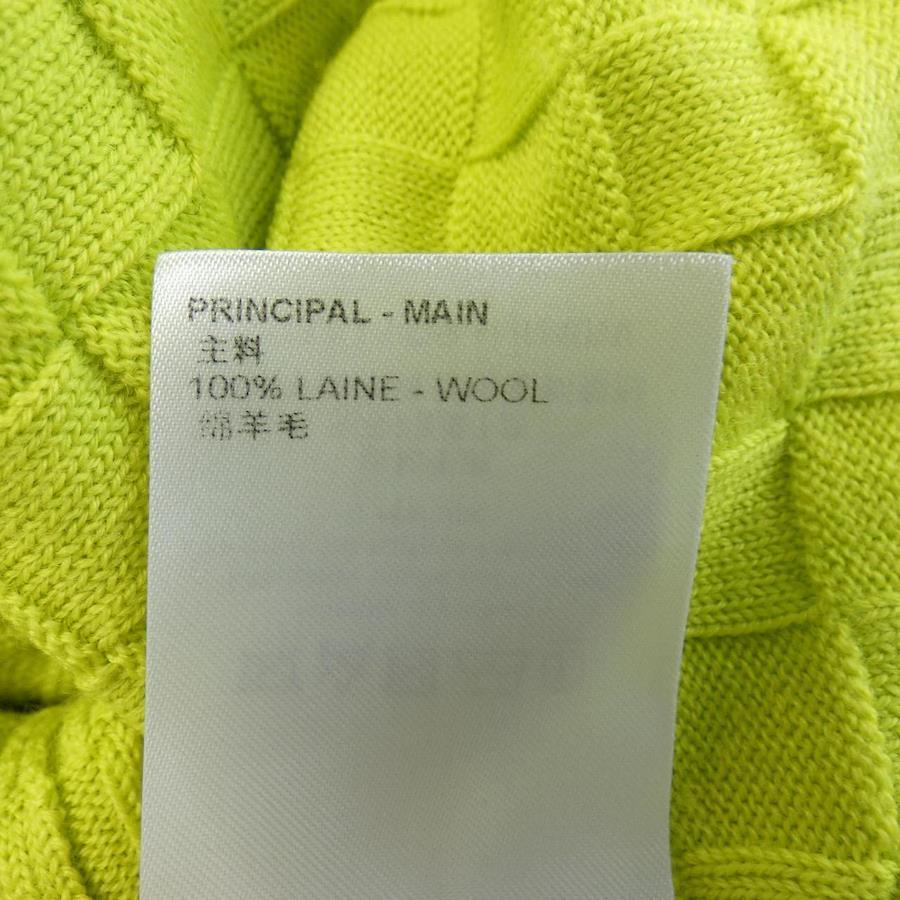 PRINCIPAL - MAIN
主料
100% LAINE - WOOL
绵羊毛